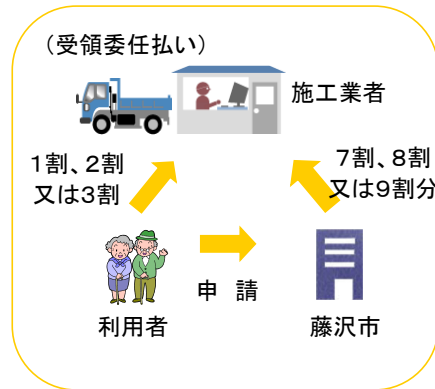 （受領委任払い）
施工業者
1割、2割
又は3割
7割、8割
又は9割分
申 請
利用者
藤沢市